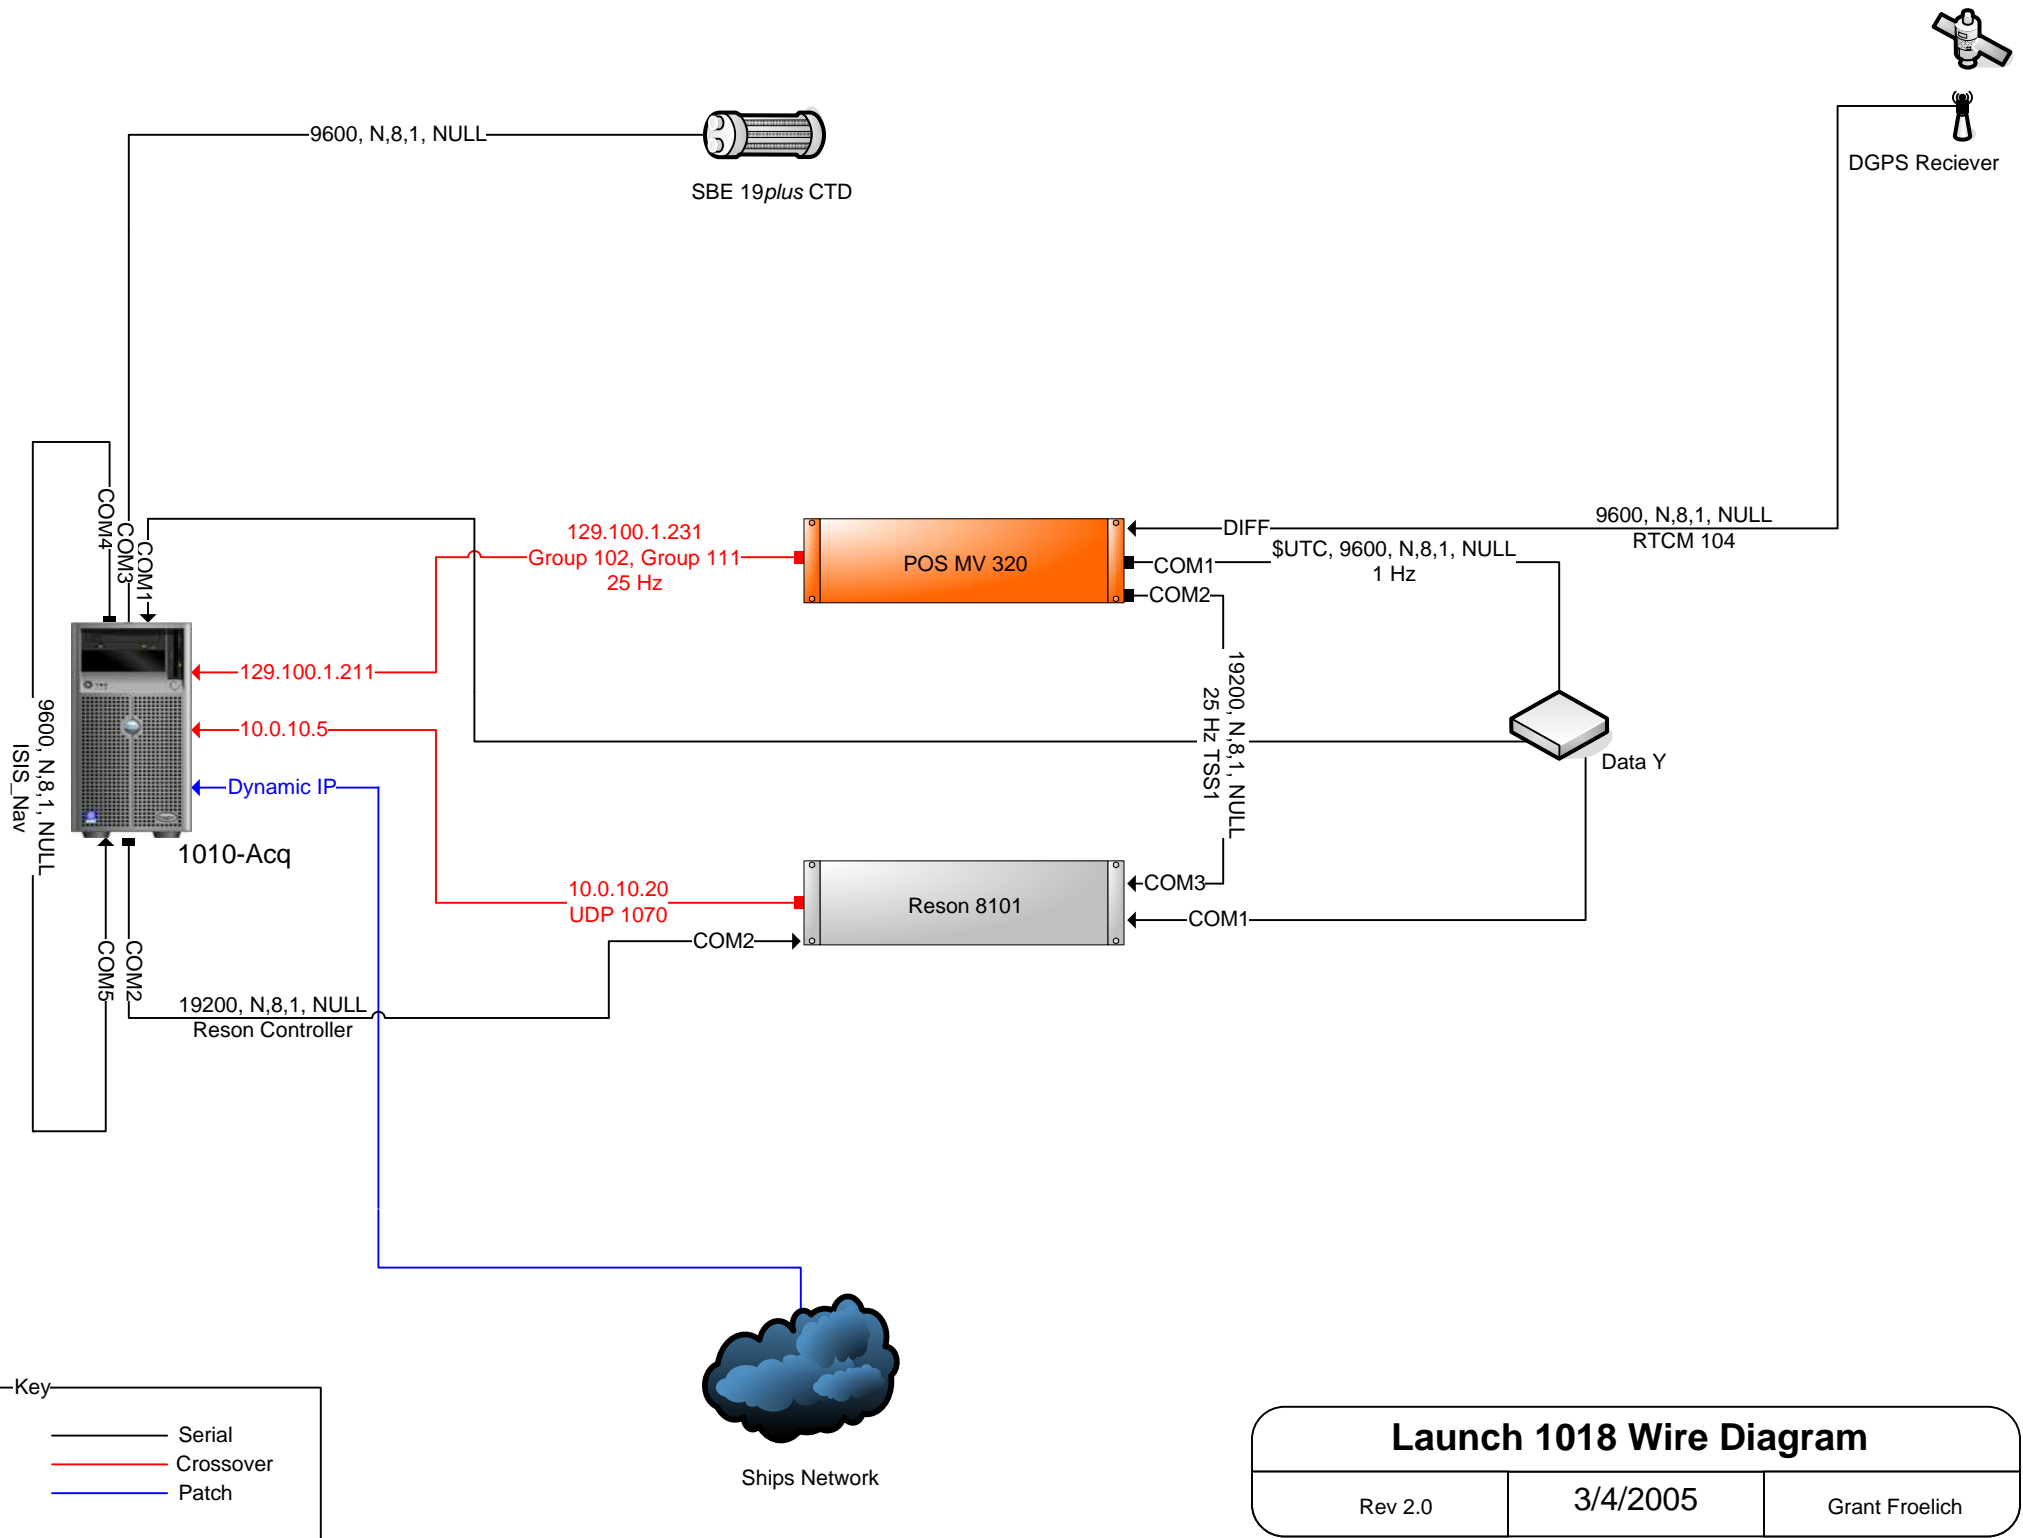 DGPS Reciever
9600, N,8,1, NULL
SBE 19plus CTD
COM4
COM3
COM1
129.100.1.231
Group 102, Group 111
25 Hz
POS MV 320
DIFF
9600, N,8,1, NULL
RTCM 104
COM1
$UTC, 9600, N,8,1, NULL
1 Hz
COM2
129.100.1.211
10.0.10.5
Dynamic IP
1010-Acq
9600, N,8,1, NULL
ISIS_Nav
19200, N,8,1, NULL
25 Hz TSS1
Data Y
10.0.10.20
UDP 1070
Reson 8101
COM3
COM1
COM2
COM5
COM2
19200, N,8,1, NULL
Reson Controller
Ships Network
Key
Serial
Crossover
Patch
Launch 1018 Wire Diagram
Rev 2.0
3/4/2005
Grant Froelich